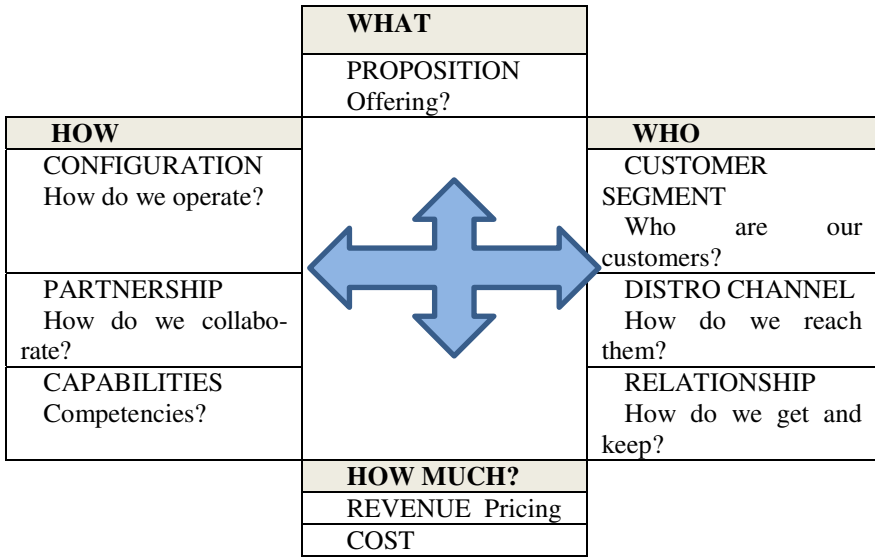 WHAT
PROPOSITION
Offering?
HOW
CONFIGURATION
How do we operate?
PARTNERSHIP
How do we collabo-
rate?
CAPABILITIES
Competencies?
WHO
CUSTOMER
SEGMENT
Who are our
customers?
DISTRO CHANNEL
How do we reach
them?
RELATIONSHIP
How do we get and
keep?
HOW MUCH?
REVENUE Pricing
COST